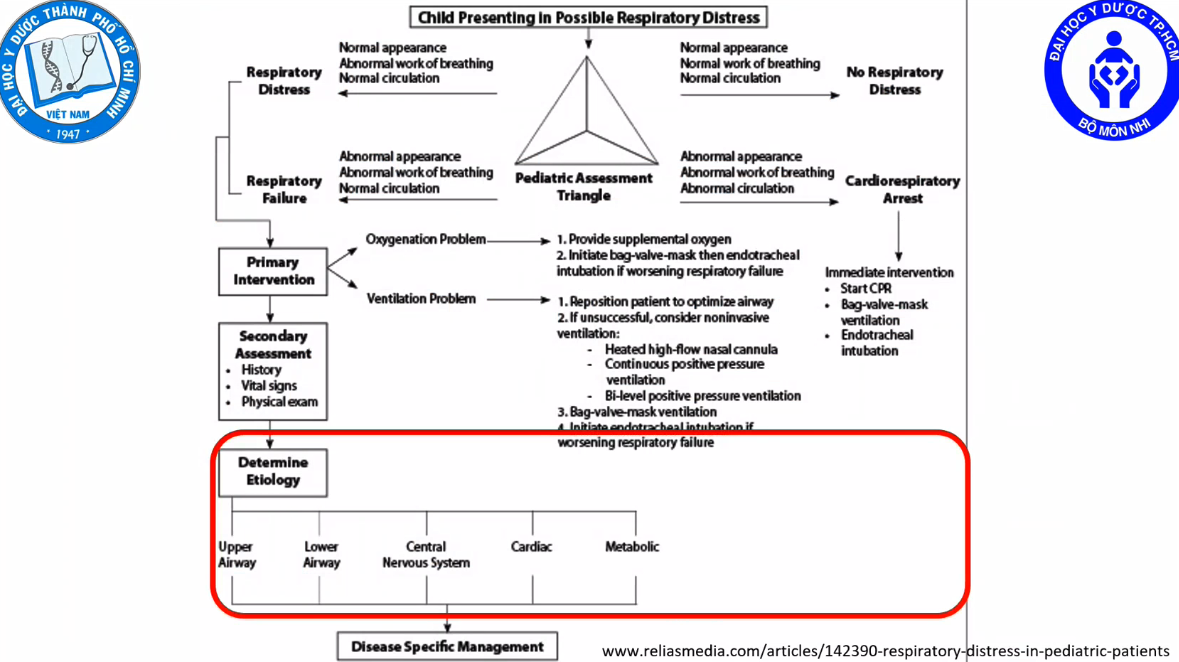 ĐẠI HỌC Y DƯỢC THÀNH PHỐ HỒ CHÍ MINH
VIỆT NAM
· 1947 ·
Child Presenting in Possible Respiratory Distress
ĐẠI HỌC Y DƯỢC TP.HCM
BỘ MÔN NHI
Respiratory
Distress
Normal appearance
Abnormal work of breathing
Normal circulation
Normal appearance
Normal work of breathing
Normal circulation
No Respiratory
Distress
Respiratory
Failure
Abnormal appearance
Abnormal work of breathing
Normal circulation
Pediatric Assessment
Triangle
Abnormal appearance
Abnormal work of breathing
Abnormal circulation
Cardiorespiratory
Arrest
Primary
Intervention
Oxygenation Problem
1. Provide supplemental oxygen
2. Initiate bag-valve-mask then endotracheal
intubation if worsening respiratory failure
Ventilation Problem
1. Reposition patient to optimize airway
2. If unsuccessful, consider noninvasive
ventilation:
- Heated high-flow nasal cannula
- Continuous positive pressure
ventilation
- Bi-level positive pressure ventilation
3. Bag-valve-mask ventilation
4. Initiate endotracheal intubation if
worsening respiratory failure
Immediate intervention
• Start CPR
• Bag-valve-mask
ventilation
• Endotracheal
intubation
Secondary
Assessment
• History
• Vital signs
• Physical exam
Determine
Etiology
Upper
Airway
Lower
Airway
Central
Nervous System
Cardiac
Metabolic
Disease Specific Management
www.reliasmedia.com/articles/142390-respiratory-distress-in-pediatric-patients